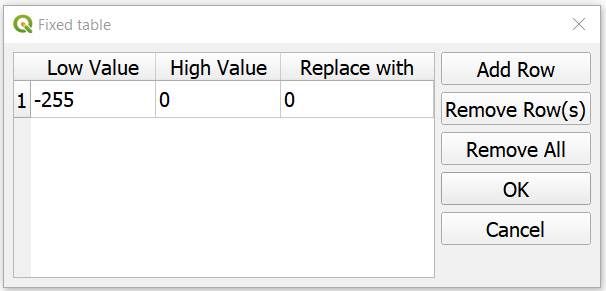 Fixed table
Low Value High Value Replace with
1 -255 0 0
Add Row
Remove Row(s)
Remove All
OK
Cancel